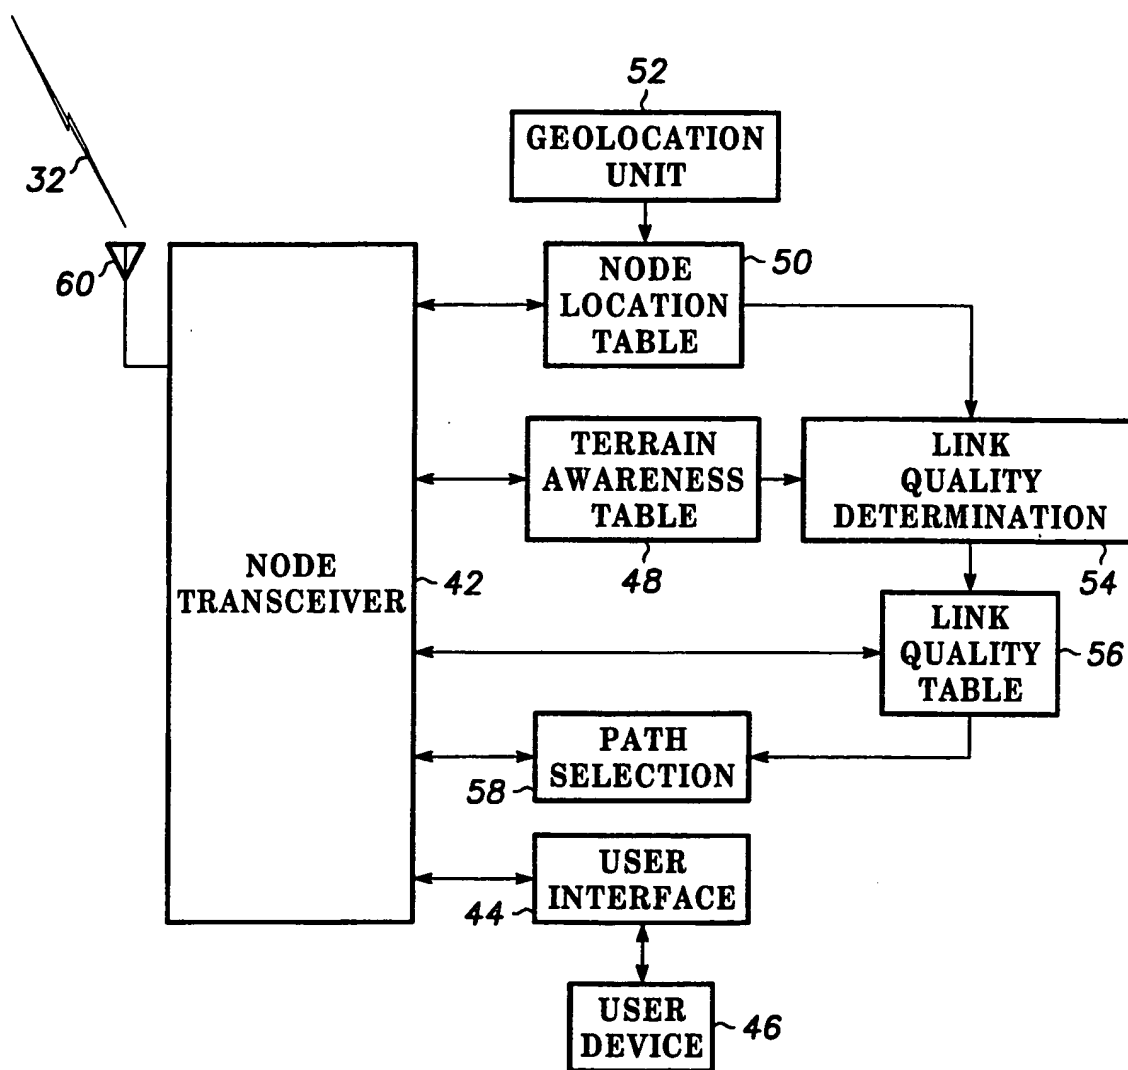 52
GEOLOCATION
UNIT
32
60
NODE
LOCATION
TABLE
50
TERRAIN
AWARENESS
TABLE
48
LINK
QUALITY
DETERMINATION
54
NODE
TRANSCEIVER
42
LINK
QUALITY
TABLE
56
PATH
SELECTION
58
USER
INTERFACE
44
USER
DEVICE
46